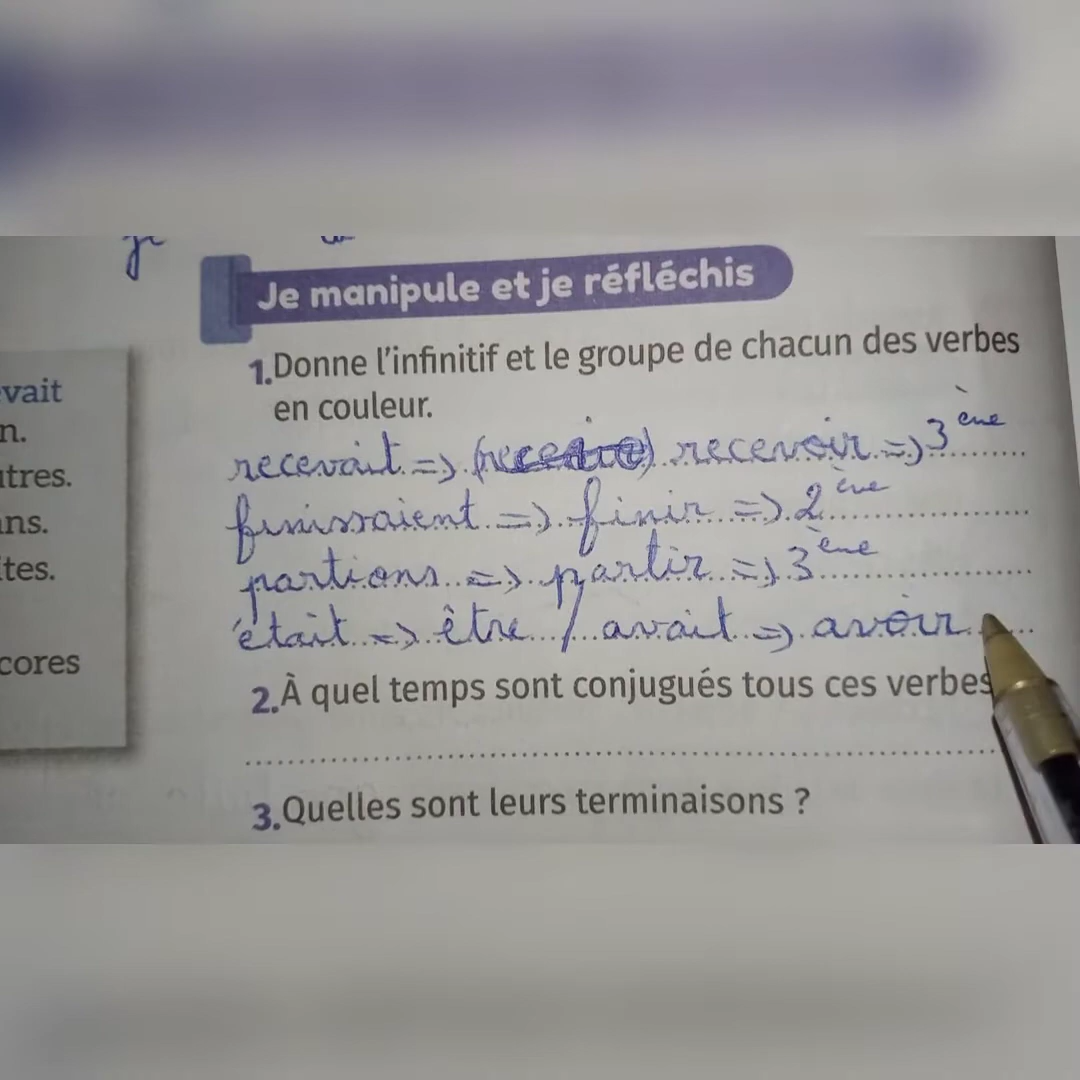 Je manipule et je réfléchis
1. Donne l'infinitif et le groupe de chacun des verbes
en couleur.
recevait => recevoir => 3ème
finissaient => finir => 2ème
partions => partir => 3ème
était => être / avait => avoir
2. À quel temps sont conjugués tous ces verbes
3. Quelles sont leurs terminaisons ?
vait
n.
utres.
ans.
tes.
cores